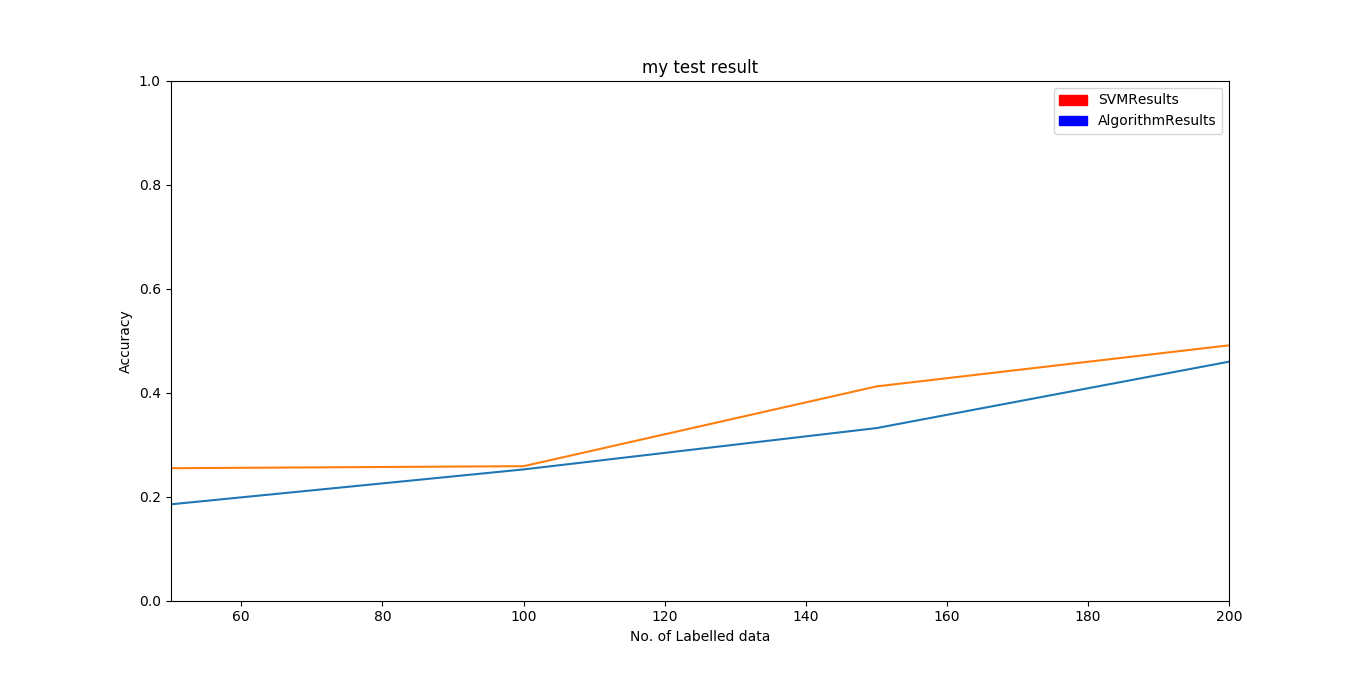 my test result
SVMResults
AlgorithmResults
1.0
0.8
0.6
0.4
0.2
0.0
Accuracy
60 80 100 120 140 160 180 200
No. of Labelled data